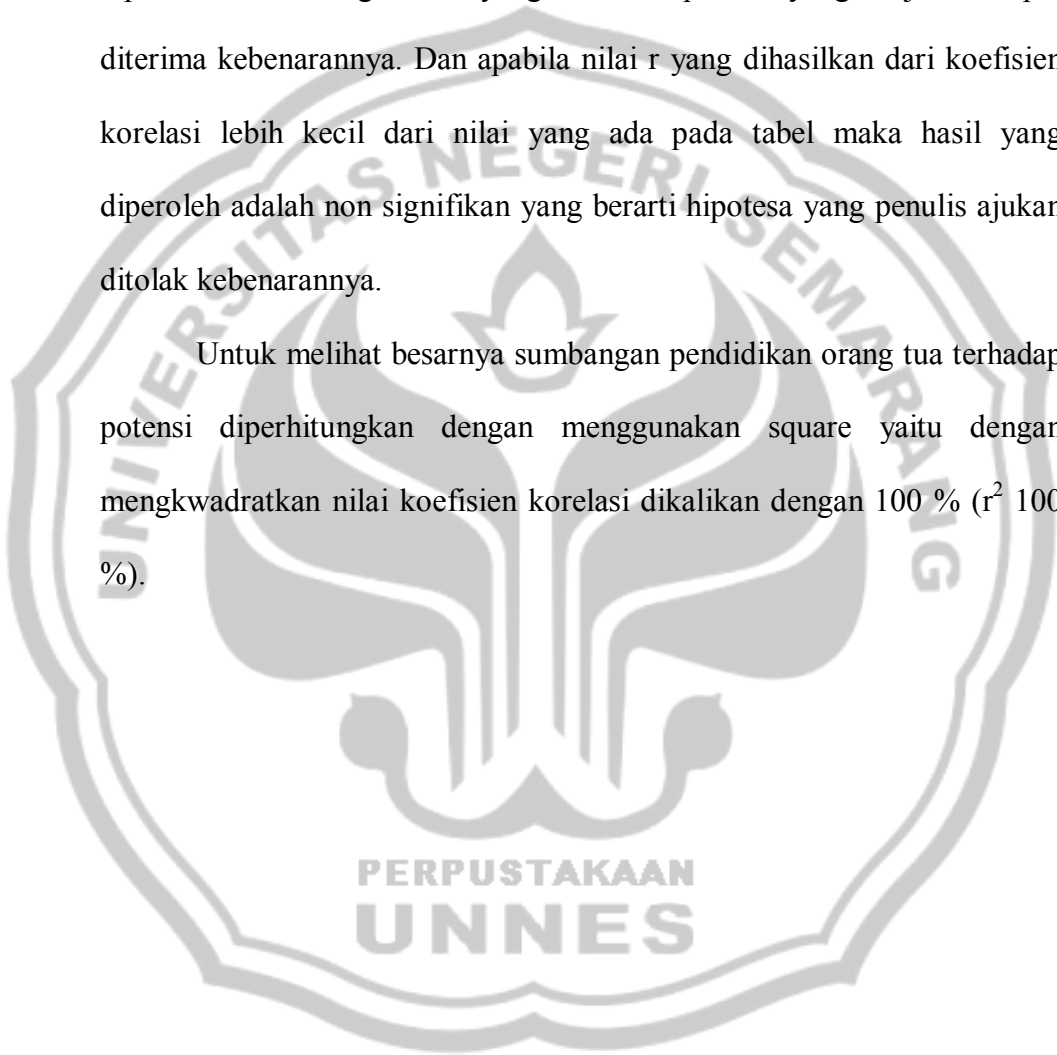 diterima kebenarannya. Dan apabila nilai r yang dihasilkan dari koefisien
korelasi lebih kecil dari nilai yang ada pada tabel maka hasil yang
diperoleh adalah non signifikan yang berarti hipotesa yang penulis ajukan
ditolak kebenarannya.
Untuk melihat besarnya sumbangan pendidikan orang tua terhadap
potensi diperhitungkan dengan menggunakan square yaitu dengan
mengkwadratkan nilai koefisien korelasi dikalikan dengan 100 % (r² 100
%).
UNIVERSITAS NEGERI SEMARANG
PERPUSTAKAAN
UNNES